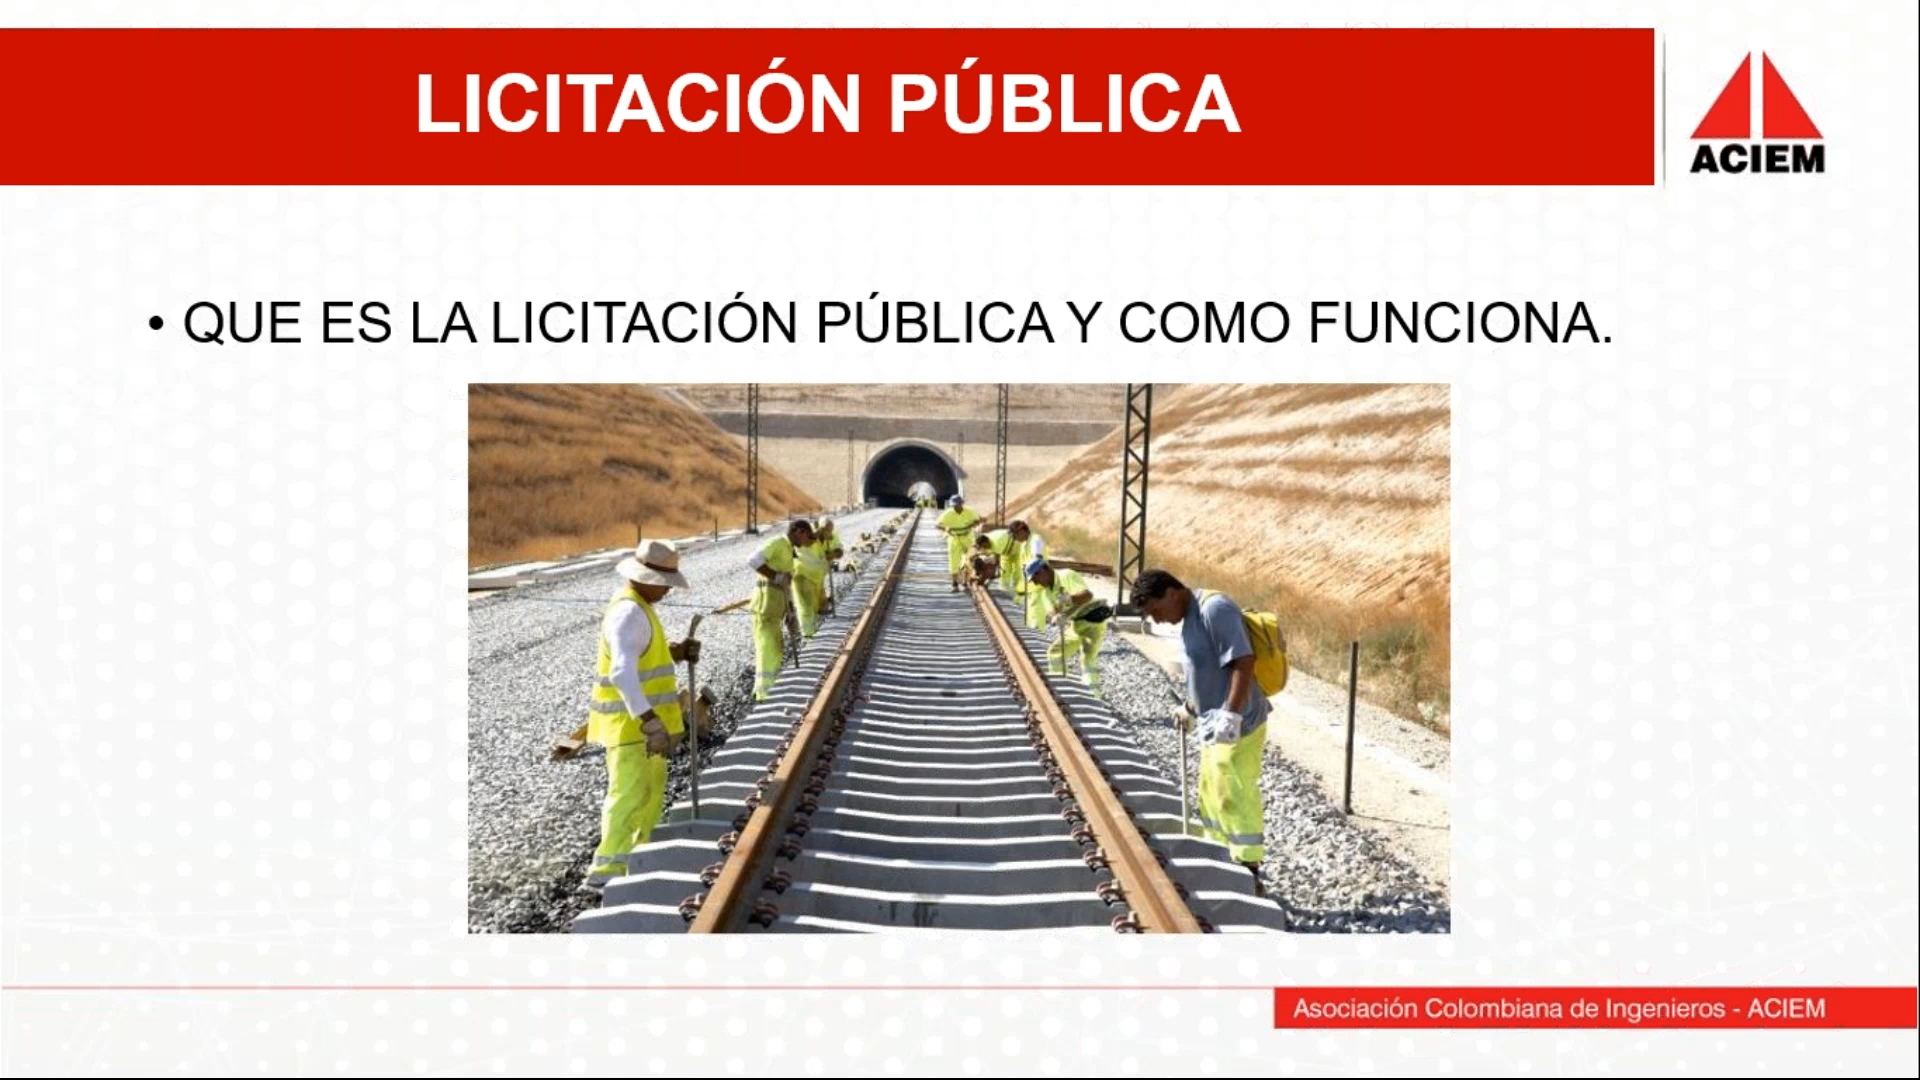 LICITACIÓN PÚBLICA
ACIEM
• QUE ES LA LICITACIÓN PÚBLICA Y COMO FUNCIONA.
Asociación Colombiana de Ingenieros - ACIEM